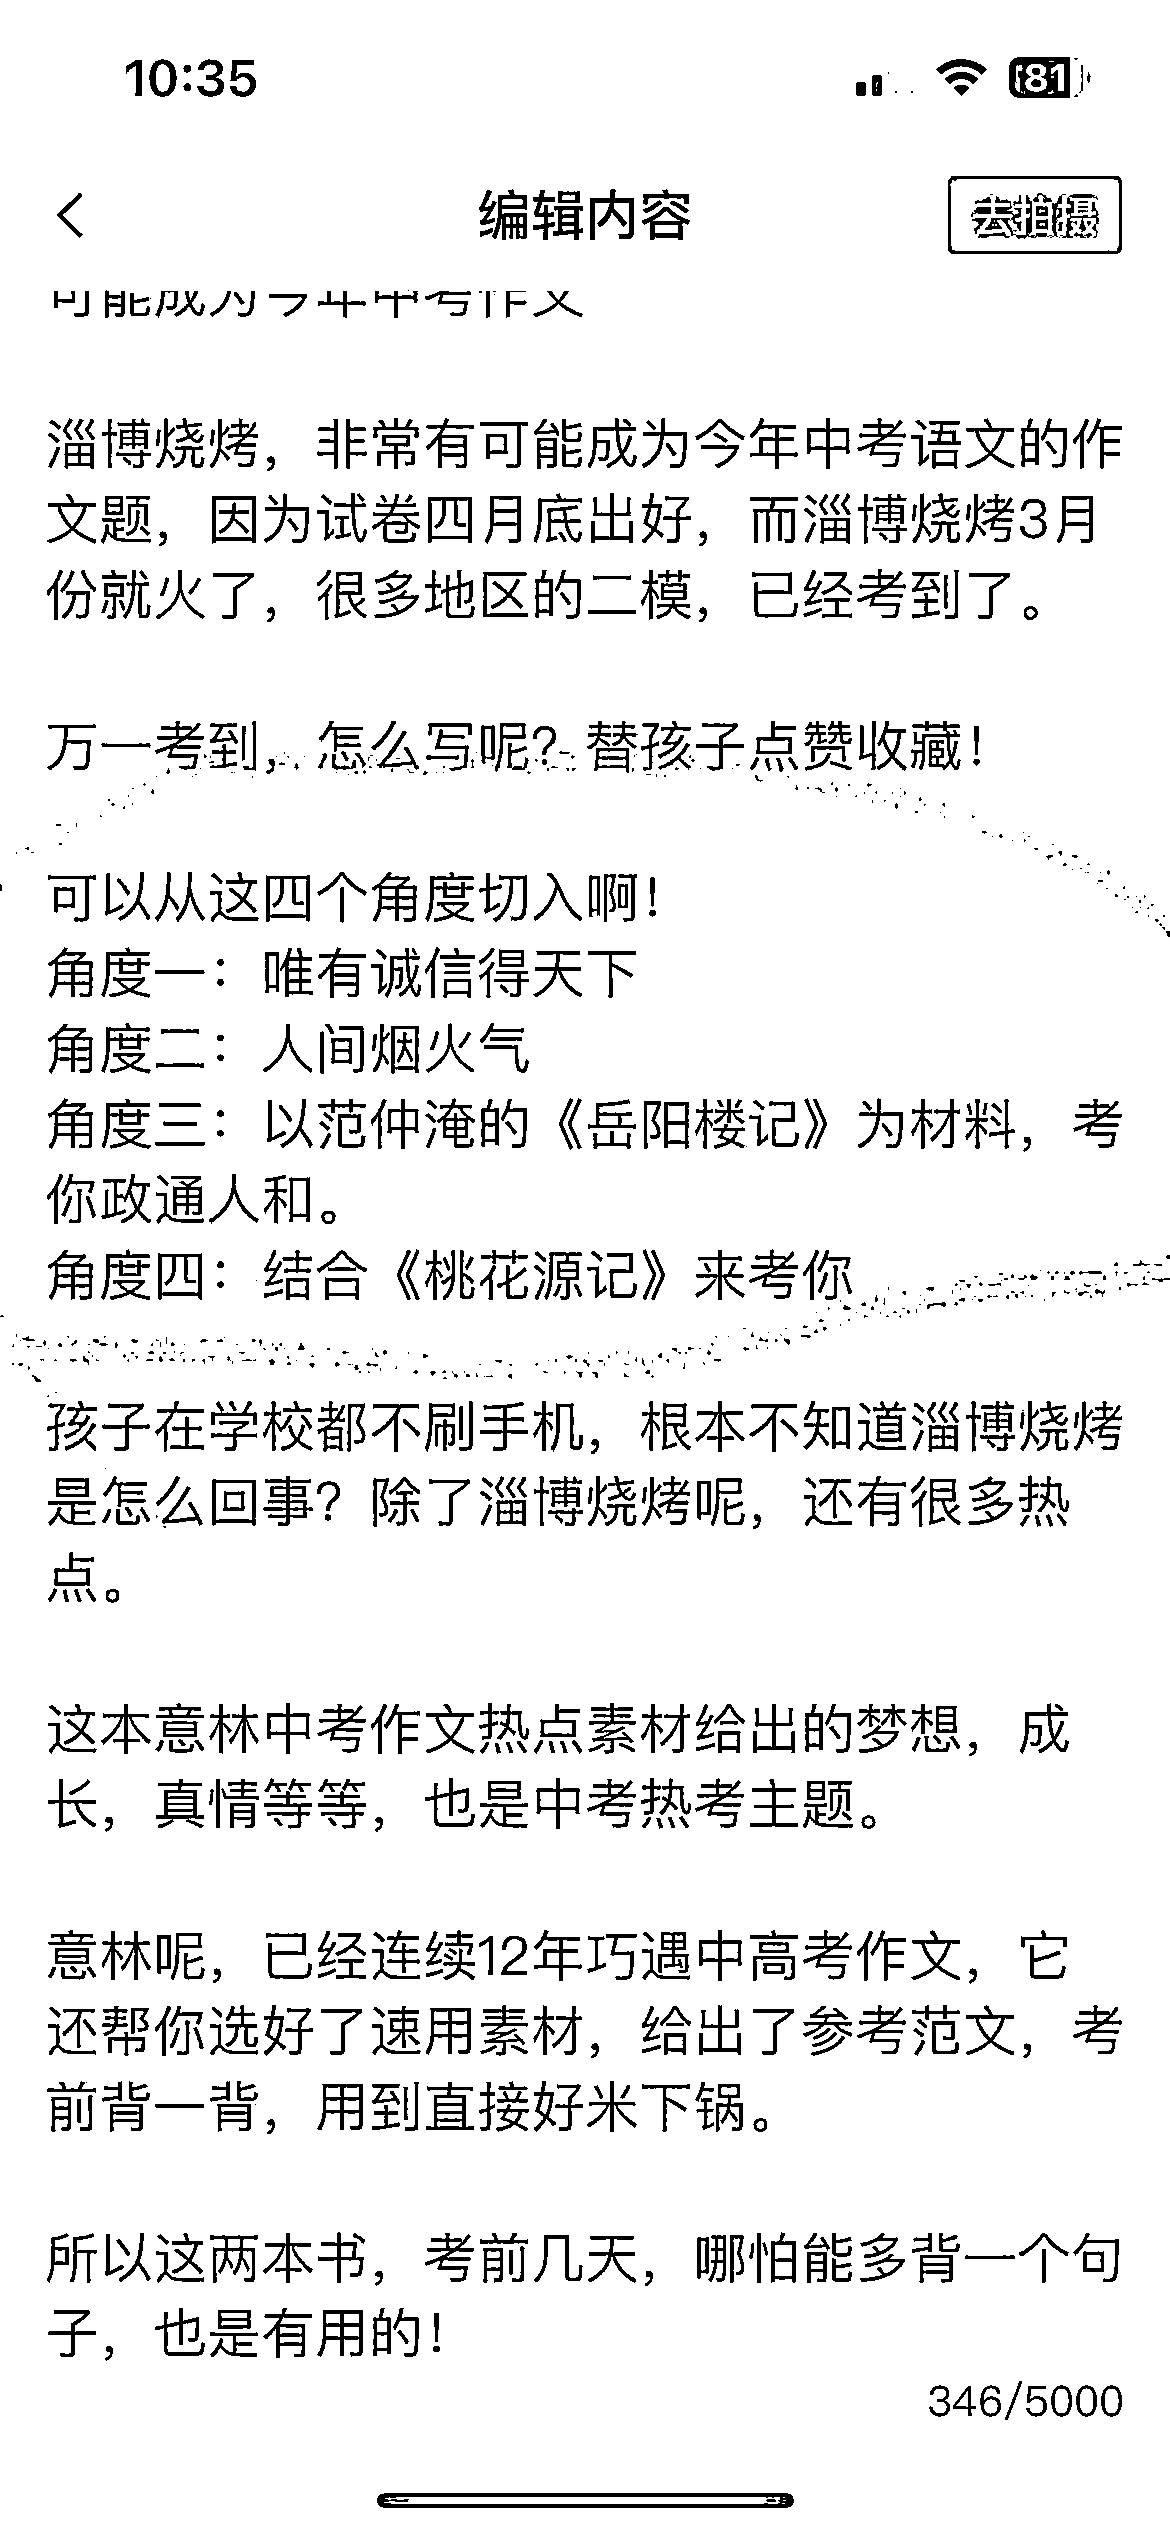 10:35
81
编辑内容
去拍摄
可能成为今年中考作文
淄博烧烤，非常有可能成为今年中考语文的作
文题，因为试卷四月底出好，而淄博烧烤3月
份就火了，很多地区的二模，已经考到了。
万一考到，怎么写呢？替孩子点赞收藏！
可以从这四个角度切入啊！
角度一：唯有诚信得天下
角度二：人间烟火气
角度三：以范仲淹的《岳阳楼记》为材料，考
你政通人和。
角度四：结合《桃花源记》来考你
孩子在学校都不刷手机，根本不知道淄博烧烤
是怎么回事？除了淄博烧烤呢，还有很多热
点。
这本意林中考作文热点素材给出的梦想，成
长，真情等等，也是中考热考主题。
意林呢，已经连续12年巧遇中高考作文，它
还帮你选好了速用素材，给出了参考范文，考
前背一背，用到直接好米下锅。
所以这两本书，考前几天，哪怕能多背一个句
子，也是有用的！
346/5000